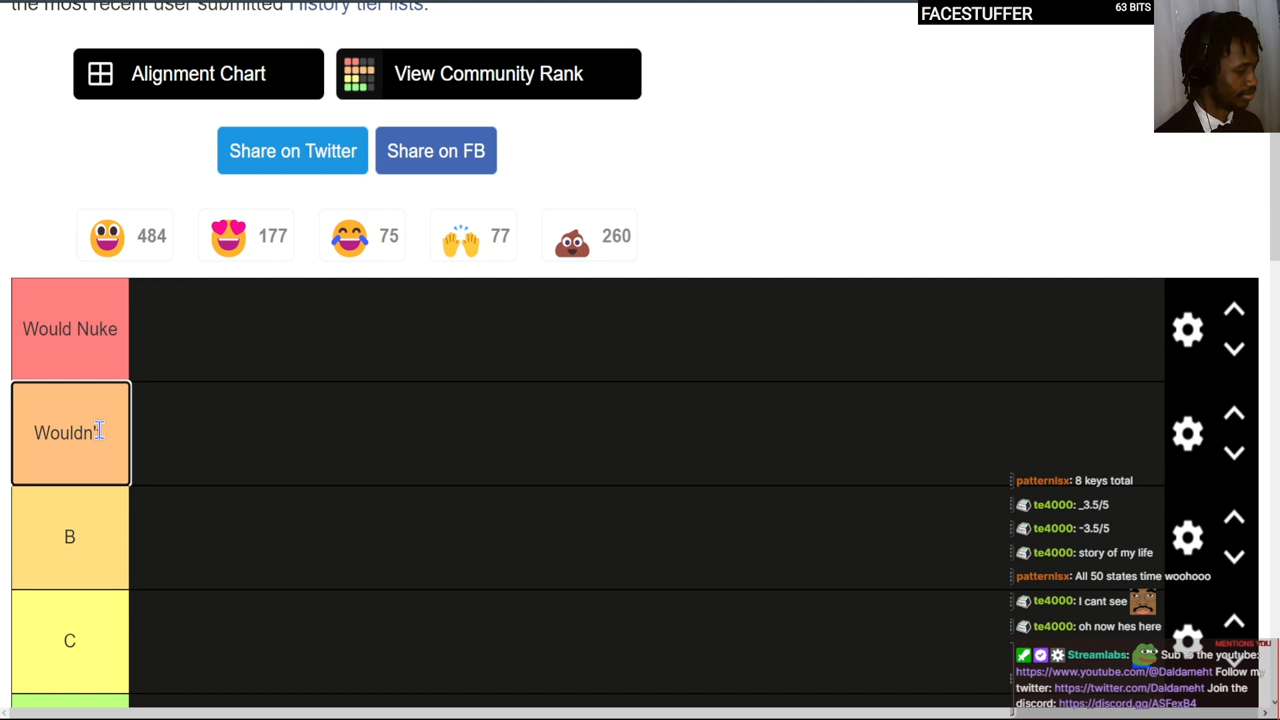 the most recent user submitted History tier lists.
FACESTUFFER
63 BITS
Alignment Chart
View Community Rank
Share on Twitter
Share on FB
484
177
75
77
260
Would Nuke
Wouldn'
B
C
patternlsx: 8 keys total
te4000: _3.5/5
te4000: -3.5/5
te4000: story of my life
patternlsx: All 50 states time woohooo
te4000: I cant see
te4000: oh now hes here
MENTIONS YOU
Streamlabs: Sub to the youtube:
https://www.youtube.com/@Daldameht Follow my
twitter: https://twitter.com/Daldameht Join the
discord: https://discord.gg/ASFexB4